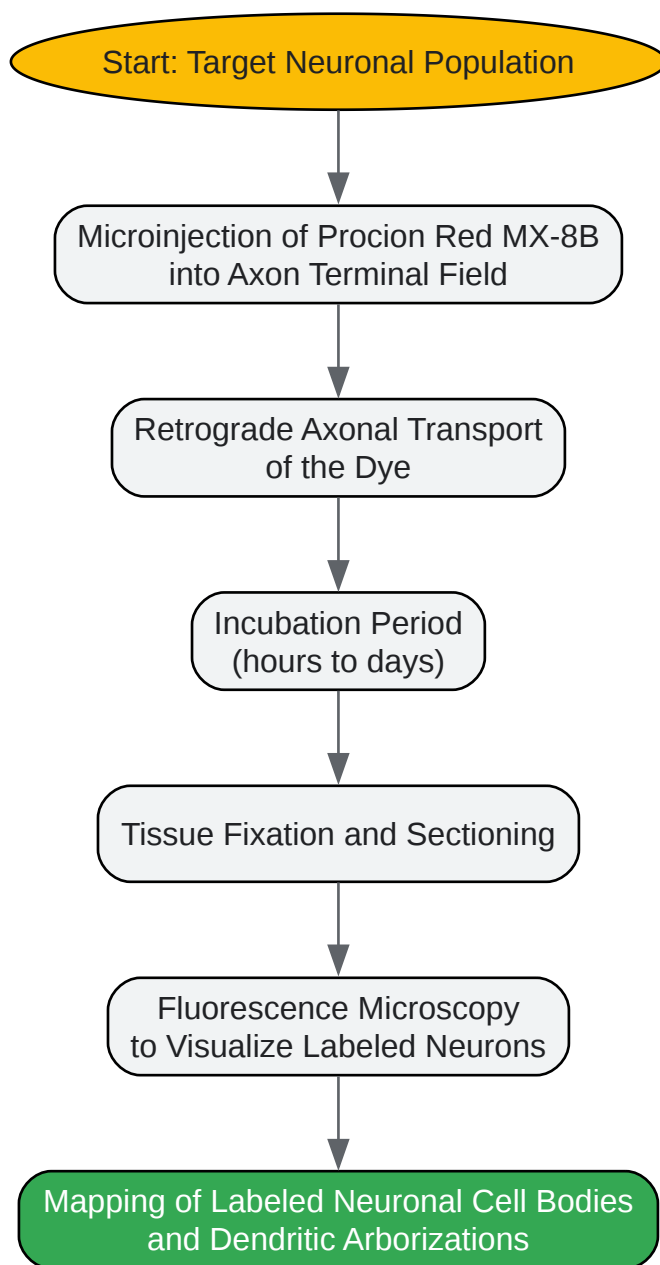 Start: Target Neuronal Population
Microinjection of Procion Red MX-8B
into Axon Terminal Field
Retrograde Axonal Transport
of the Dye
Incubation Period
(hours to days)
Tissue Fixation and Sectioning
Fluorescence Microscopy
to Visualize Labeled Neurons
Mapping of Labeled Neuronal Cell Bodies
and Dendritic Arborizations